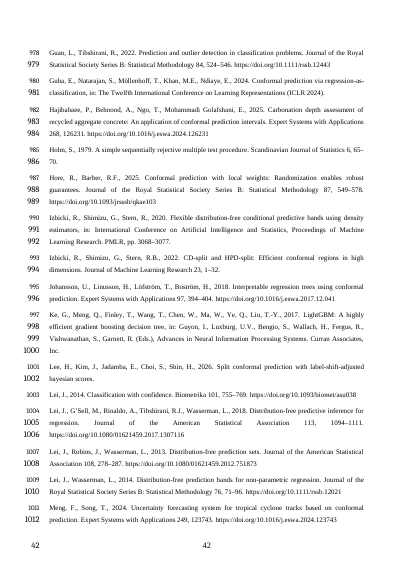 978 Guan, L., Tibshirani, R., 2022. Prediction and outlier detection in classification problems. Journal of the Royal
979 Statistical Society Series B: Statistical Methodology 84, 524–546. https://doi.org/10.1111/rssb.12443
980 Guha, E., Natarajan, S., Möllenhoff, T., Khan, M.E., Ndiaye, E., 2024. Conformal prediction via regression-as-
981 classification, in: The Twelfth International Conference on Learning Representations (ICLR 2024).
982 Hajibabaee, P., Behnood, A., Ngo, T., Mohammadi Golafshani, E., 2025. Carbonation depth assessment of
983 recycled aggregate concrete: An application of conformal prediction intervals. Expert Systems with Applications
984 268, 126231. https://doi.org/10.1016/j.eswa.2024.126231
985 Holm, S., 1979. A simple sequentially rejective multiple test procedure. Scandinavian Journal of Statistics 6, 65–
986 70.
987 Hore, R., Barber, R.F., 2025. Conformal prediction with local weights: Randomization enables robust
988 guarantees. Journal of the Royal Statistical Society Series B: Statistical Methodology 87, 549–578.
989 https://doi.org/10.1093/jrsssb/qkae103
990 Izbicki, R., Shimizu, G., Stern, R., 2020. Flexible distribution-free conditional predictive bands using density
991 estimators, in: International Conference on Artificial Intelligence and Statistics, Proceedings of Machine
992 Learning Research. PMLR, pp. 3068–3077.
993 Izbicki, R., Shimizu, G., Stern, R.B., 2022. CD-split and HPD-split: Efficient conformal regions in high
994 dimensions. Journal of Machine Learning Research 23, 1–32.
995 Johansson, U., Linusson, H., Löfström, T., Boström, H., 2018. Interpretable regression trees using conformal
996 prediction. Expert Systems with Applications 97, 394–404. https://doi.org/10.1016/j.eswa.2017.12.041
997 Ke, G., Meng, Q., Finley, T., Wang, T., Chen, W., Ma, W., Ye, Q., Liu, T.-Y., 2017. LightGBM: A highly
998 efficient gradient boosting decision tree, in: Guyon, I., Luxburg, U.V., Bengio, S., Wallach, H., Fergus, R.,
999 Vishwanathan, S., Garnett, R. (Eds.), Advances in Neural Information Processing Systems. Curran Associates,
1000 Inc.
1001 Lee, H., Kim, J., Jadamba, E., Choi, S., Shin, H., 2026. Split conformal prediction with label-shift-adjusted
1002 bayesian scores.
1003 Lei, J., 2014. Classification with confidence. Biometrika 101, 755–769. https://doi.org/10.1093/biomet/asu038
1004 Lei, J., G'Sell, M., Rinaldo, A., Tibshirani, R.J., Wasserman, L., 2018. Distribution-free predictive inference for
1005 regression. Journal of the American Statistical Association 113, 1094–1111.
1006 https://doi.org/10.1080/01621459.2017.1307116
1007 Lei, J., Robins, J., Wasserman, L., 2013. Distribution-free prediction sets. Journal of the American Statistical
1008 Association 108, 278–287. https://doi.org/10.1080/01621459.2012.751873
1009 Lei, J., Wasserman, L., 2014. Distribution-free prediction bands for non-parametric regression. Journal of the
1010 Royal Statistical Society Series B: Statistical Methodology 76, 71–96. https://doi.org/10.1111/rssb.12021
1011 Meng, F., Song, T., 2024. Uncertainty forecasting system for tropical cyclone tracks based on conformal
1012 prediction. Expert Systems with Applications 249, 123743. https://doi.org/10.1016/j.eswa.2024.123743
42 42